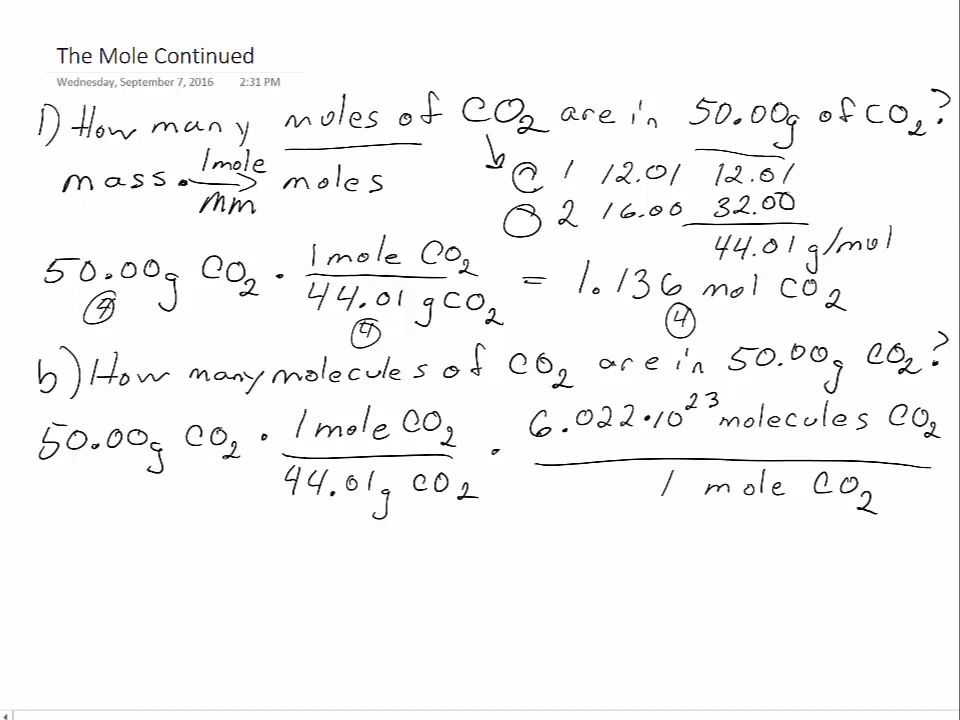 The Mole Continued
Wednesday, September 7, 2016 2:31 PM
1) How many moles of CO₂ are in 50.00g of CO₂?
mass · 1mole/MM → moles
C 1 12.01 12.01
O 2 16.00 32.00
44.01 g/mol
50.00g CO₂ · 1mole CO₂ / 44.01 g CO₂ = 1.136 mol CO₂
④ ④ ④
b) How many molecules of CO₂ are in 50.00g CO₂?
50.00g CO₂ · 1mole CO₂ / 44.01g CO₂ · 6.022·10²³ molecules CO₂ / 1 mole CO₂